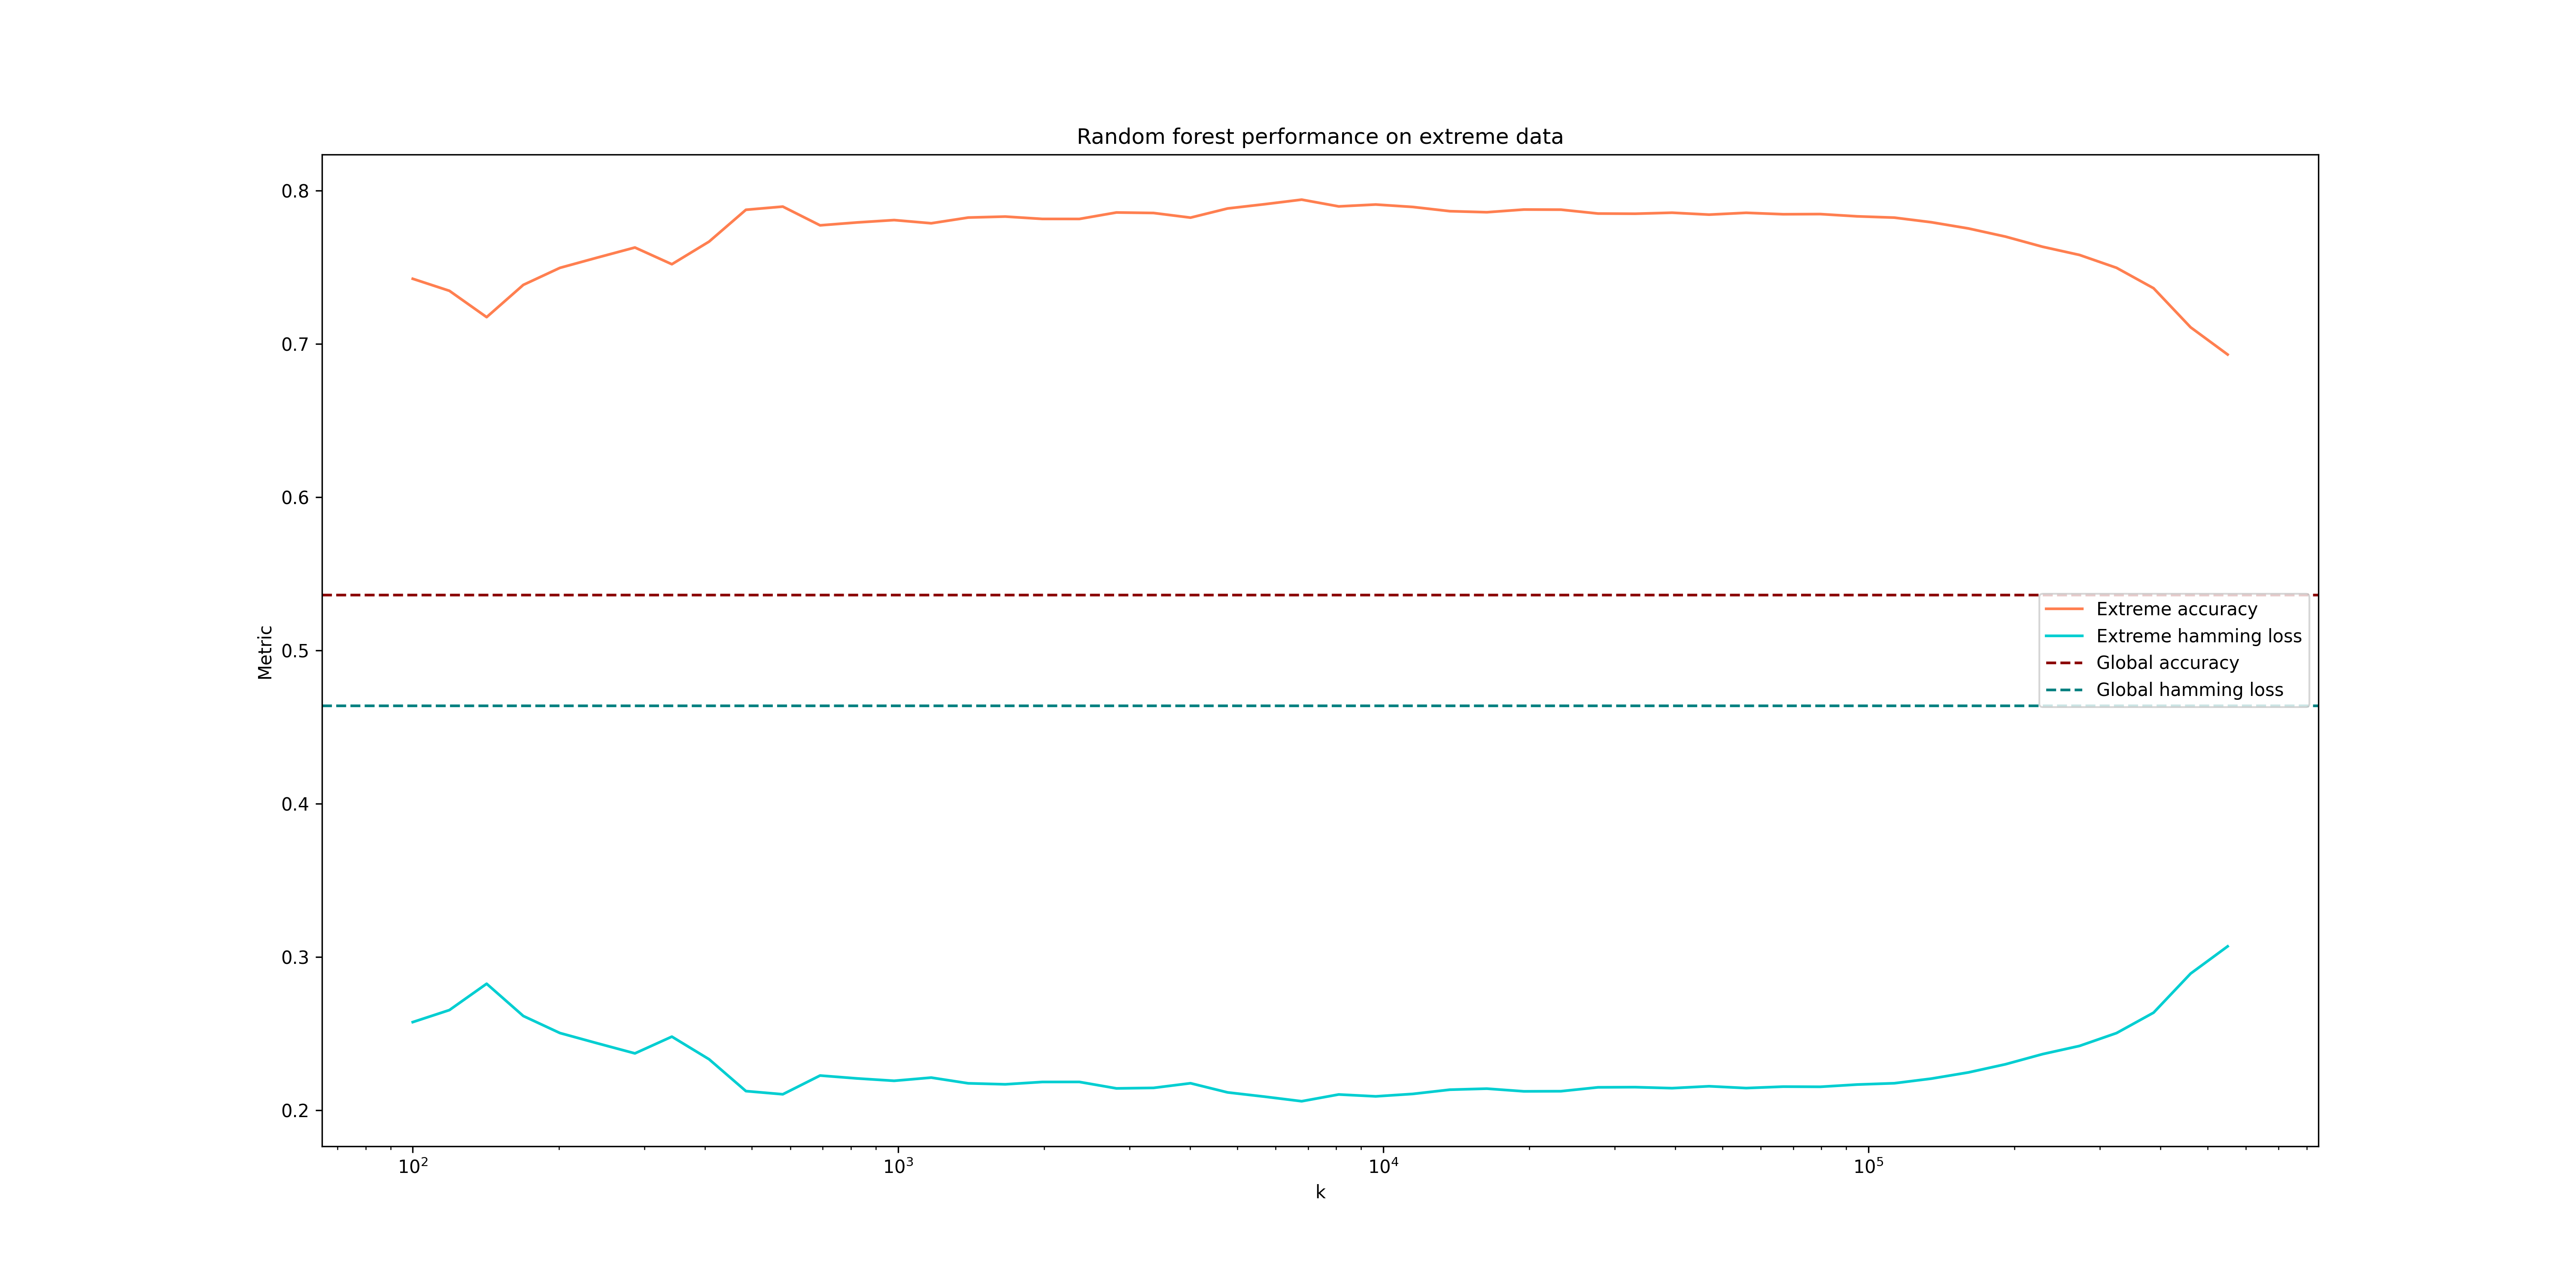 Random forest performance on extreme data
0.8
0.7
0.6
0.5
0.4
0.3
0.2
Metric
Extreme accuracy
Extreme hamming loss
Global accuracy
Global hamming loss
10² 10³ 10⁴ 10⁵
k